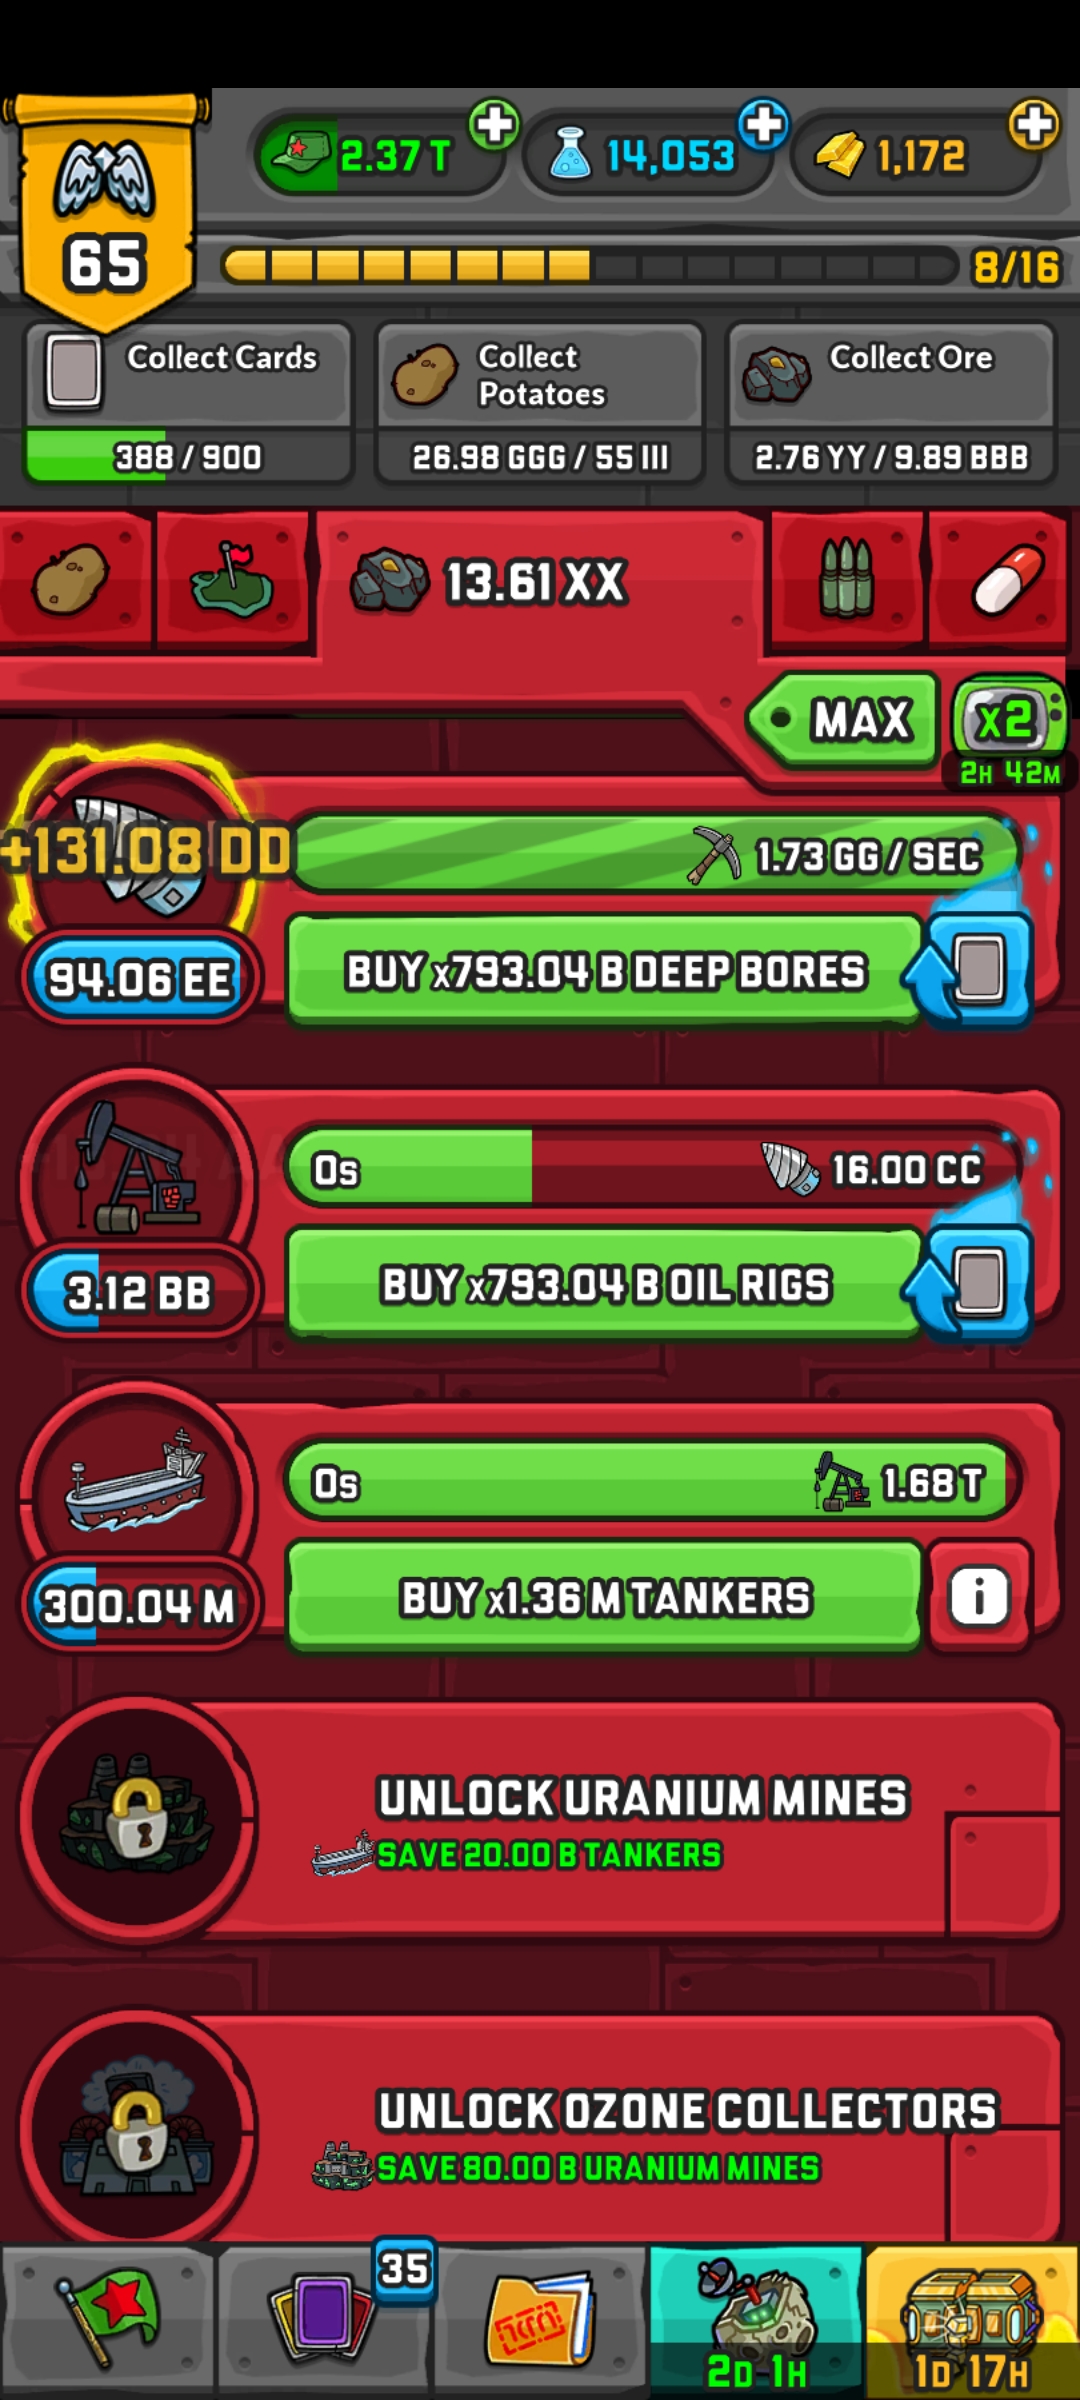 2.37 T
14,053
1,172
65
8/16
Collect Cards
388 / 900
Collect
Potatoes
26.98 GGG / 55 III
Collect Ore
2.76 YY / 9.89 BBB
13.61 XX
MAX
x2
2H 42M
+131.08 DD
1.73 GG / SEC
94.06 EE
BUY x793.04 B DEEP BORES
0s
16.00 CC
3.12 BB
BUY x793.04 B OIL RIGS
0s
1.68 T
300.04 M
BUY x1.36 M TANKERS
i
UNLOCK URANIUM MINES
SAVE 20.00 B TANKERS
UNLOCK OZONE COLLECTORS
SAVE 80.00 B URANIUM MINES
35
2D 1H
1D 17H